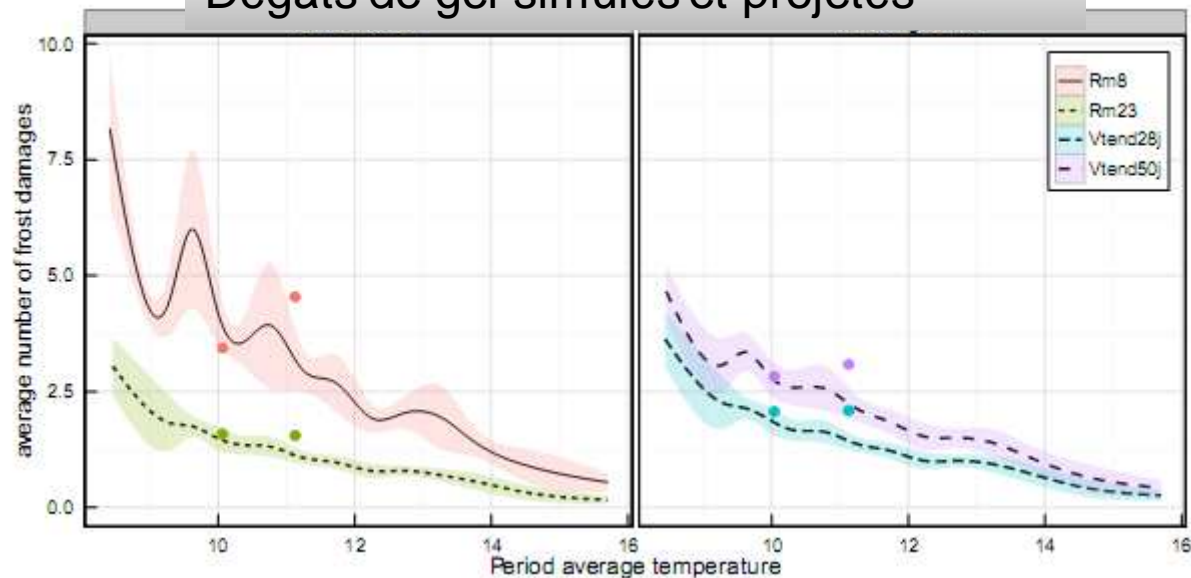 Dégâts de gel simulés et projetés
average number of frost damages
10.0
7.5
5.0
2.5
0.0
Rm8
Rm23
Vtend28j
Vtend50j
10 12 14 16
10 12 14 16
Period average temperature